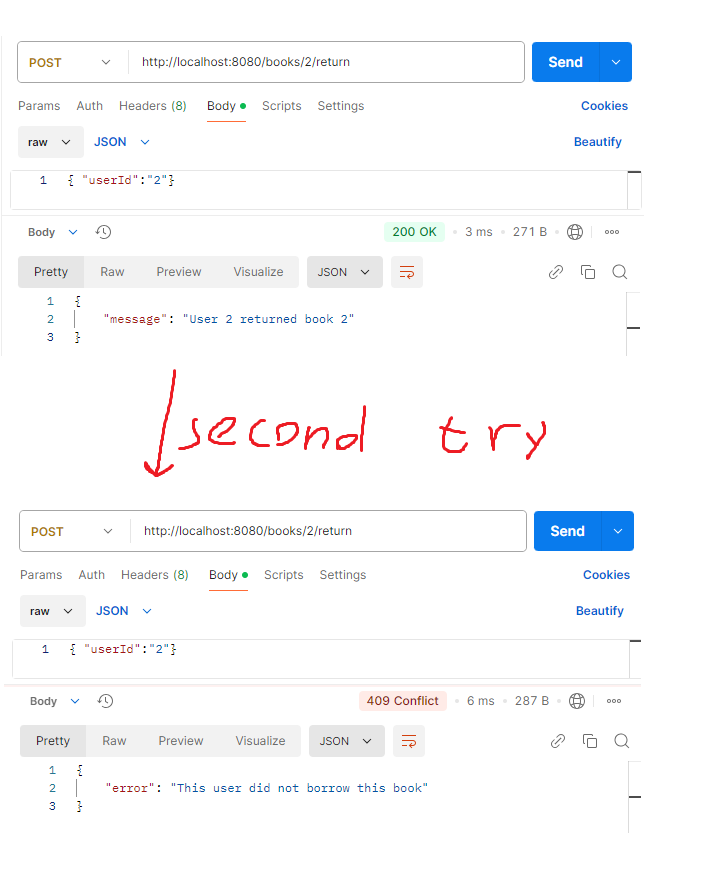 POST http://localhost:8080/books/2/return Send
Params Auth Headers (8) Body Scripts Settings Cookies
raw JSON Beautify
1 { "userId":"2"}
Body 200 OK 3 ms 271 B
Pretty Raw Preview Visualize JSON
1 {
2 "message": "User 2 returned book 2"
3 }
second try
POST http://localhost:8080/books/2/return Send
Params Auth Headers (8) Body Scripts Settings Cookies
raw JSON Beautify
1 { "userId":"2"}
Body 409 Conflict 6 ms 287 B
Pretty Raw Preview Visualize JSON
1 {
2 "error": "This user did not borrow this book"
3 }